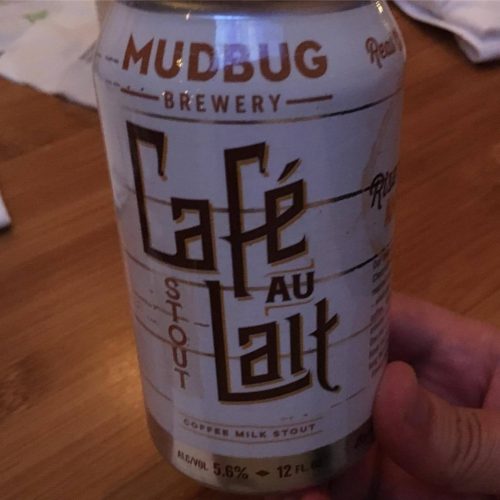 MUDBUG
BREWERY
Café
AU
Lait
STOUT
COFFEE MILK STOUT
ALC/VOL 5.6% 12 FL.